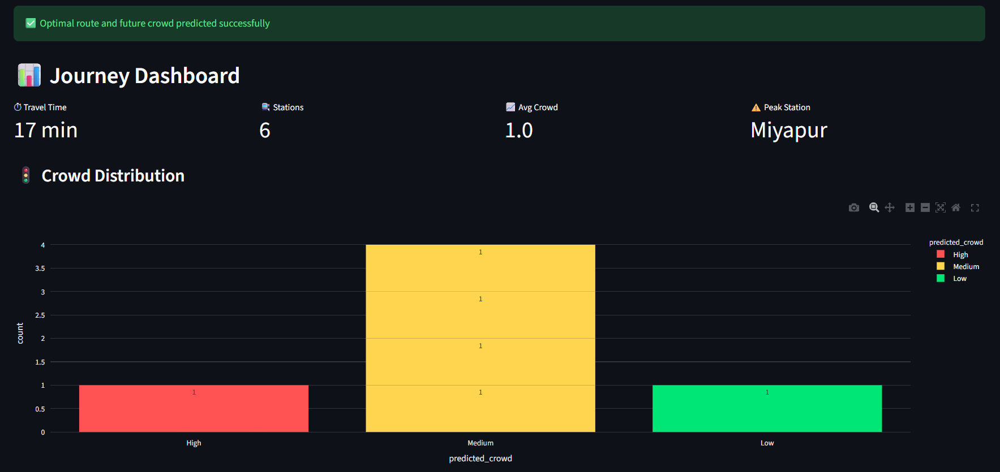 Optimal route and future crowd predicted successfully
Journey Dashboard
Travel Time
17 min
Stations
6
Avg Crowd
1.0
Peak Station
Miyapur
Crowd Distribution
4
3.5
3
2.5
2
1.5
1
0.5
0
count
1
1
1
1
1
1
High
Medium
Low
predicted_crowd
predicted_crowd
High
Medium
Low